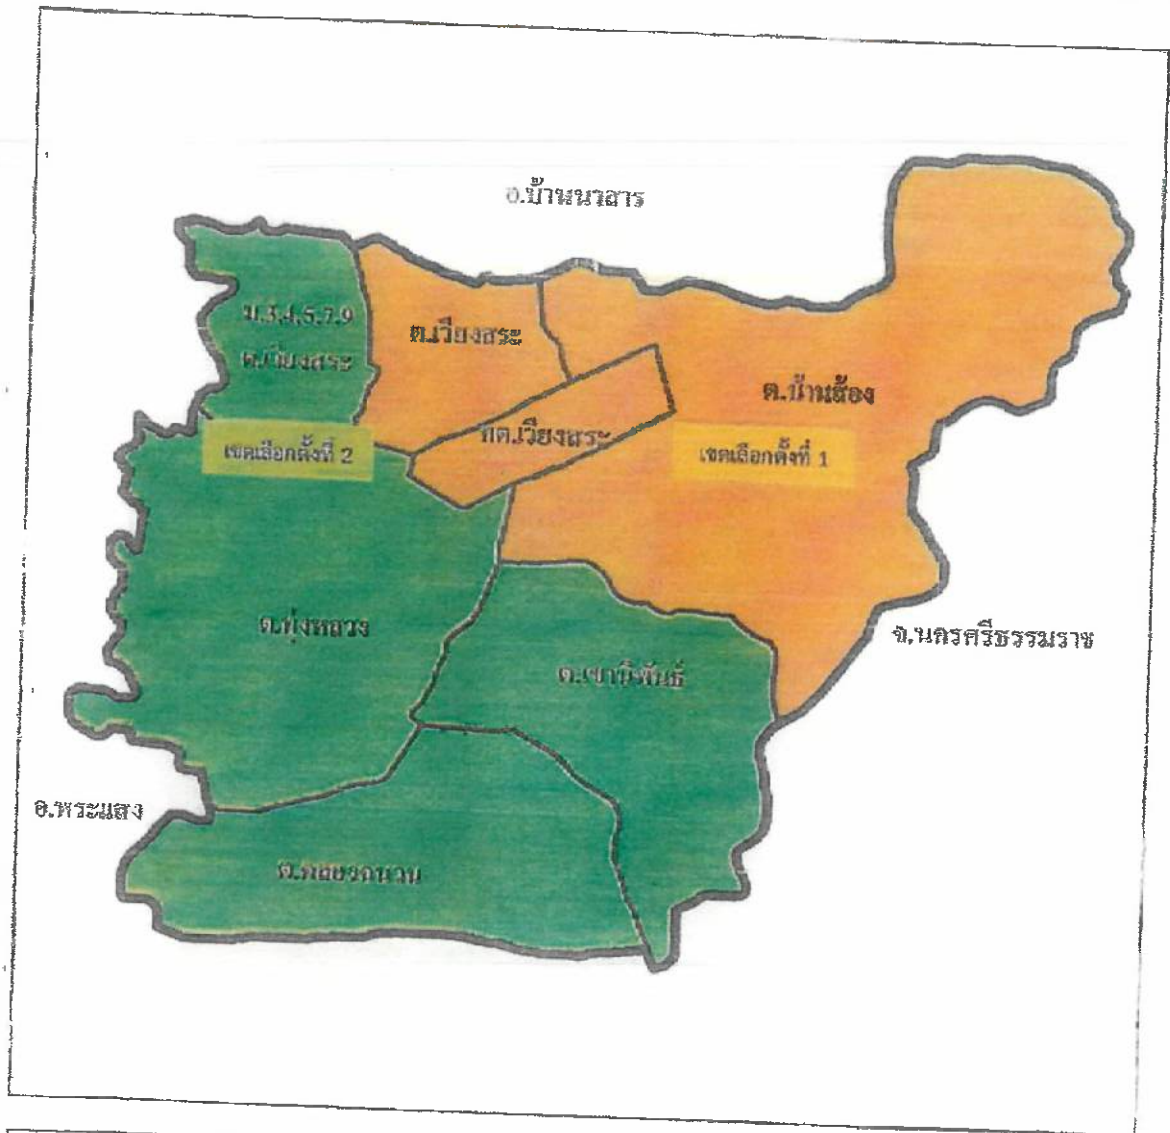 อ.บ้านนาสาร
ม.3,4,5,7,9
ต.เวียงสระ
ต.เวียงสระ
ต.บ้านส้อง
ทต.เวียงสระ
เขตเลือกตั้งที่ 2
เขตเลือกตั้งที่ 1
ต.ทุ่งหลวง
จ.นครศรีธรรมราช
ต.เขานิพันธ์
อ.พระแสง
ต.คลองฉนวน